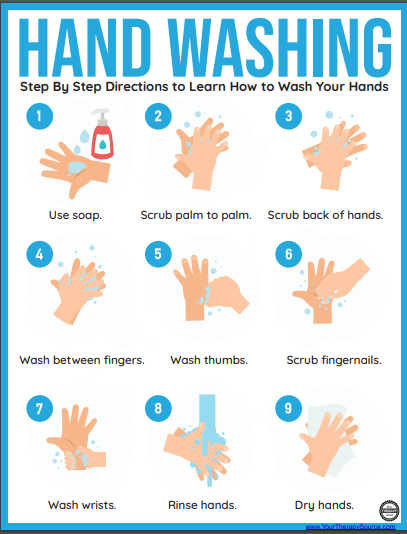 HAND WASHING
Step By Step Directions to Learn How to Wash Your Hands
1
2
3
Use soap.
Scrub palm to palm.
Scrub back of hands.
4
5
6
Wash between fingers.
Wash thumbs.
Scrub fingernails.
7
8
9
Wash wrists.
Rinse hands.
Dry hands.
www.YourTherapySource.com